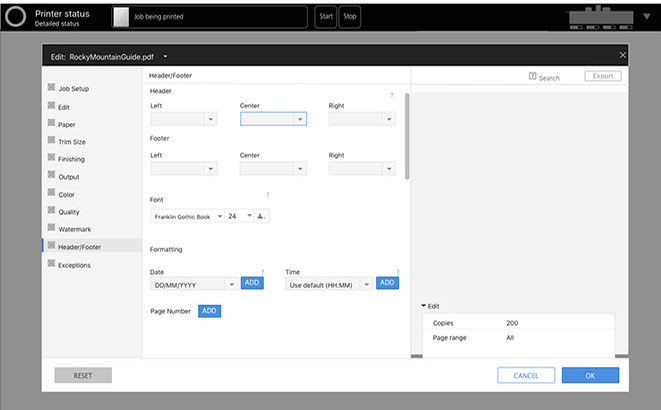 Printer status
Detailed status
Job being printed
Start
Stop
Edit: RockyMountainGuide.pdf
Job Setup
Edit
Paper
Trim Size
Finishing
Output
Color
Quality
Watermark
Header/Footer
Exceptions
Header/Footer
Header
?
Left
Center
Right
Footer
Left
Center
Right
Font
?
Franklin Gothic Book
24
Formatting
Date
?
Time
?
DD/MM/YYYY
ADD
Use default (HH:MM)
ADD
Page Number
ADD
? Search
Export
Edit
Copies 200
Page range All
RESET
CANCEL
OK